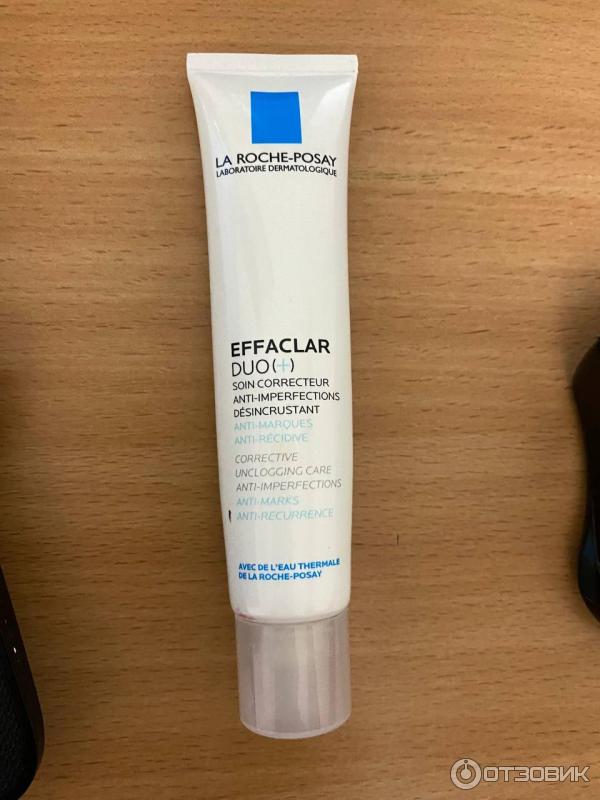 LA ROCHE-POSAY
LABORATOIRE DERMATOLOGIQUE
EFFACLAR
DUO(+)
SOIN CORRECTEUR
ANTI-IMPERFECTIONS
DÉSINCRUSTANT
ANTI-MARQUES
ANTI-RÉCIDIVE
CORRECTIVE
UNCLOGGING CARE
ANTI-IMPERFECTIONS
ANTI-MARKS
ANTI-RECURRENCE
AVEC DE L'EAU THERMALE
DE LA ROCHE-POSAY
ОТЗОВИК